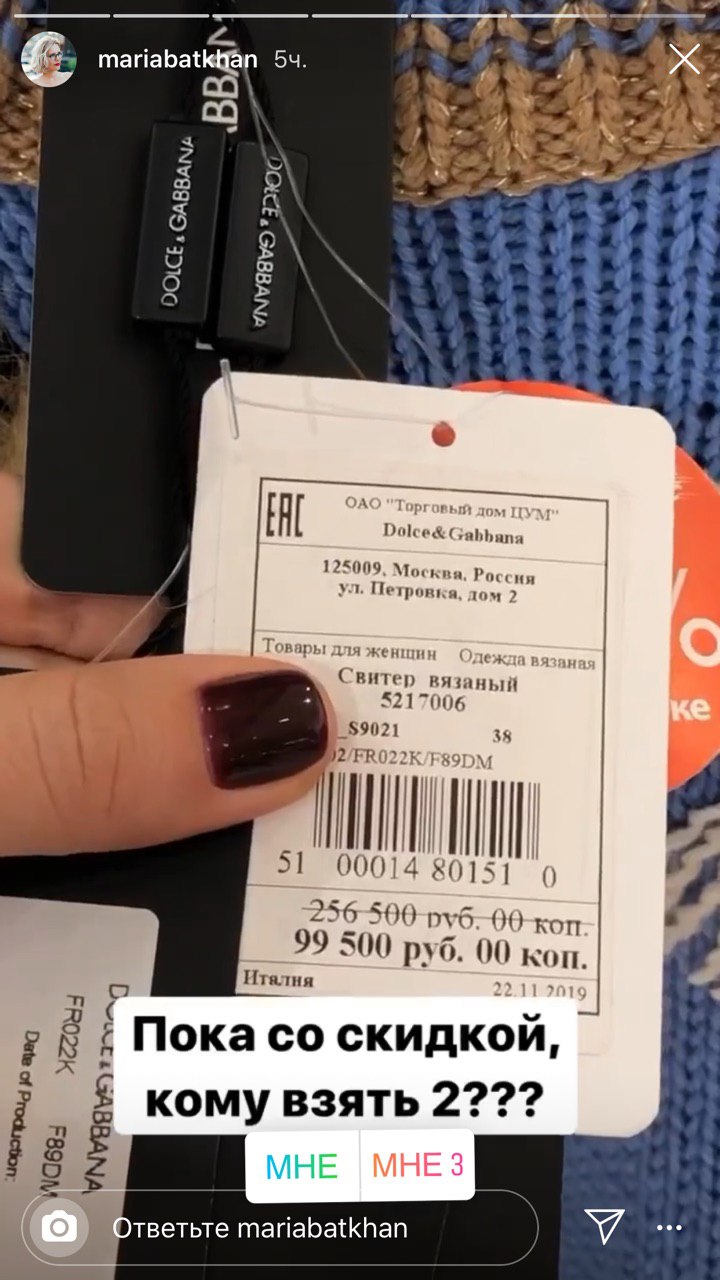 mariabatkhan 5ч.
DOLCE & GABBANA
DOLCE & GABBANA
ЕАС
ОАО "Торговый дом ЦУМ"
Dolce&Gabbana
125009, Москва, Россия
ул. Петровка, дом 2
Товары для женщин Одежда вязаная
Свитер вязаный
5217006
_S9021 38
02/FR022K/F89DM
51 00014 80151 0
256 500 руб. 00 коп.
99 500 руб. 00 коп.
Италия
22.11.2019
%
ке
DOLCE & GABBANA
FR022K F89DM
Date of Production:
Пока со скидкой,
кому взять 2???
МНЕ МНЕ 3
Ответьте mariabatkhan